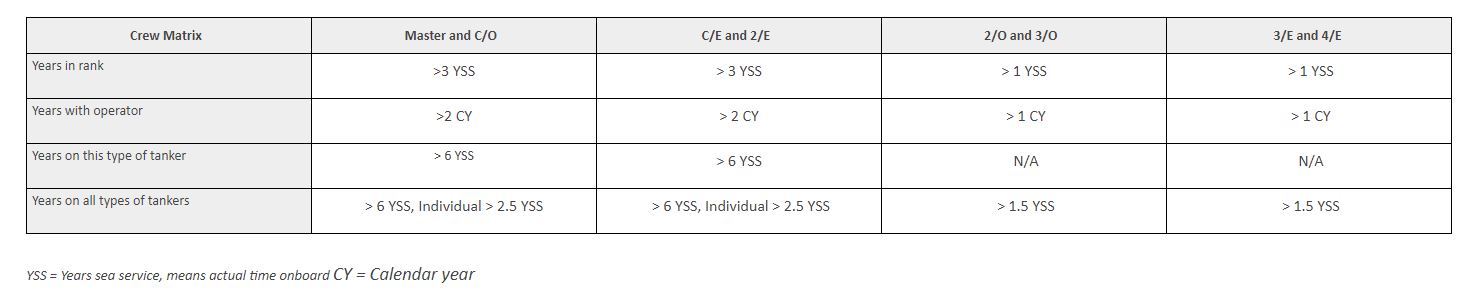 Crew Matrix Master and C/O C/E and 2/E 2/O and 3/O 3/E and 4/E
Years in rank >3 YSS > 3 YSS > 1 YSS > 1 YSS
Years with operator >2 CY > 2 CY > 1 CY > 1 CY
Years on this type of tanker > 6 YSS > 6 YSS N/A N/A
Years on all types of tankers > 6 YSS, Individual > 2.5 YSS > 6 YSS, Individual > 2.5 YSS > 1.5 YSS > 1.5 YSS
YSS = Years sea service, means actual time onboard CY = Calendar year